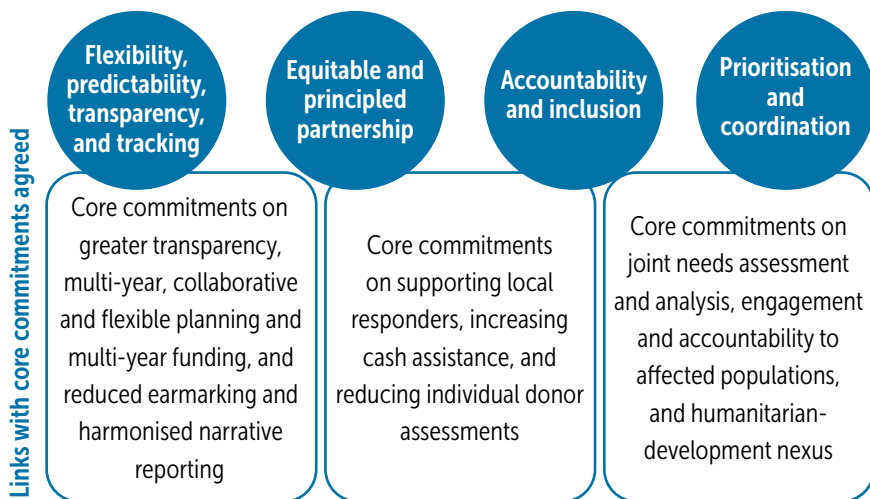 Flexibility,
predictability,
transparency,
and tracking
Equitable and
principled
partnership
Accountability
and inclusion
Prioritisation
and
coordination
Links with core commitments agreed
Core commitments on
greater transparency,
multi-year, collaborative
and flexible planning and
multi-year funding, and
reduced earmarking and
harmonised narrative
reporting
Core commitments
on supporting local
responders, increasing
cash assistance, and
reducing individual donor
assessments
Core commitments on
joint needs assessment
and analysis, engagement
and accountability to
affected populations,
and humanitarian-
development nexus